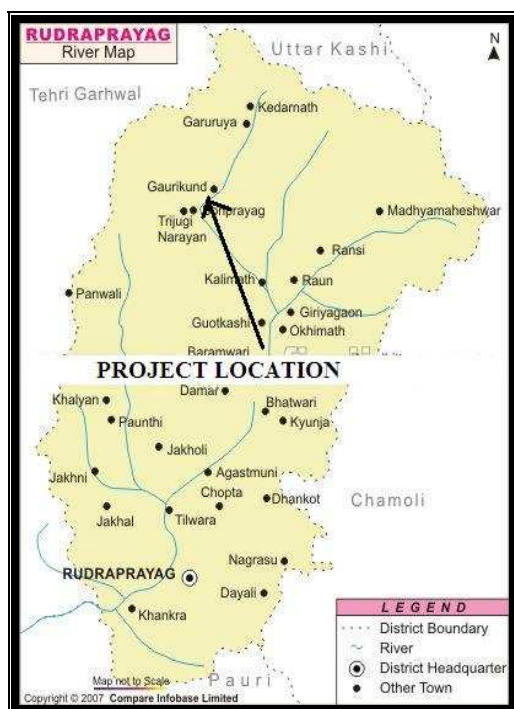 RUDRAPRAYAG
River Map
Uttar Kashi
N
Tehri Garhwal
Kedarnath
Garuruya
Gaurikund
Trijugi
Narayan
Madhyamaheshwar
Ransi
Kalimath
Raun
Panwali
Giriyagaon
Guotkashi
Okhimath
Baramwari
PROJECT LOCATION
Damar
Khalyan
Bhatwari
Paunthi
Kyunja
Jakholi
Jakhni
Agastmuni
Chopta
Dhankot
Chamoli
Jakhal
Tilwara
Nagrasu
RUDRAPRAYAG
Dayali
Khankra
LEGEND
District Boundary
River
District Headquarter
Other Town
Pauri
Map not to Scale
Copyright © 2007 Compare Infobase Limited